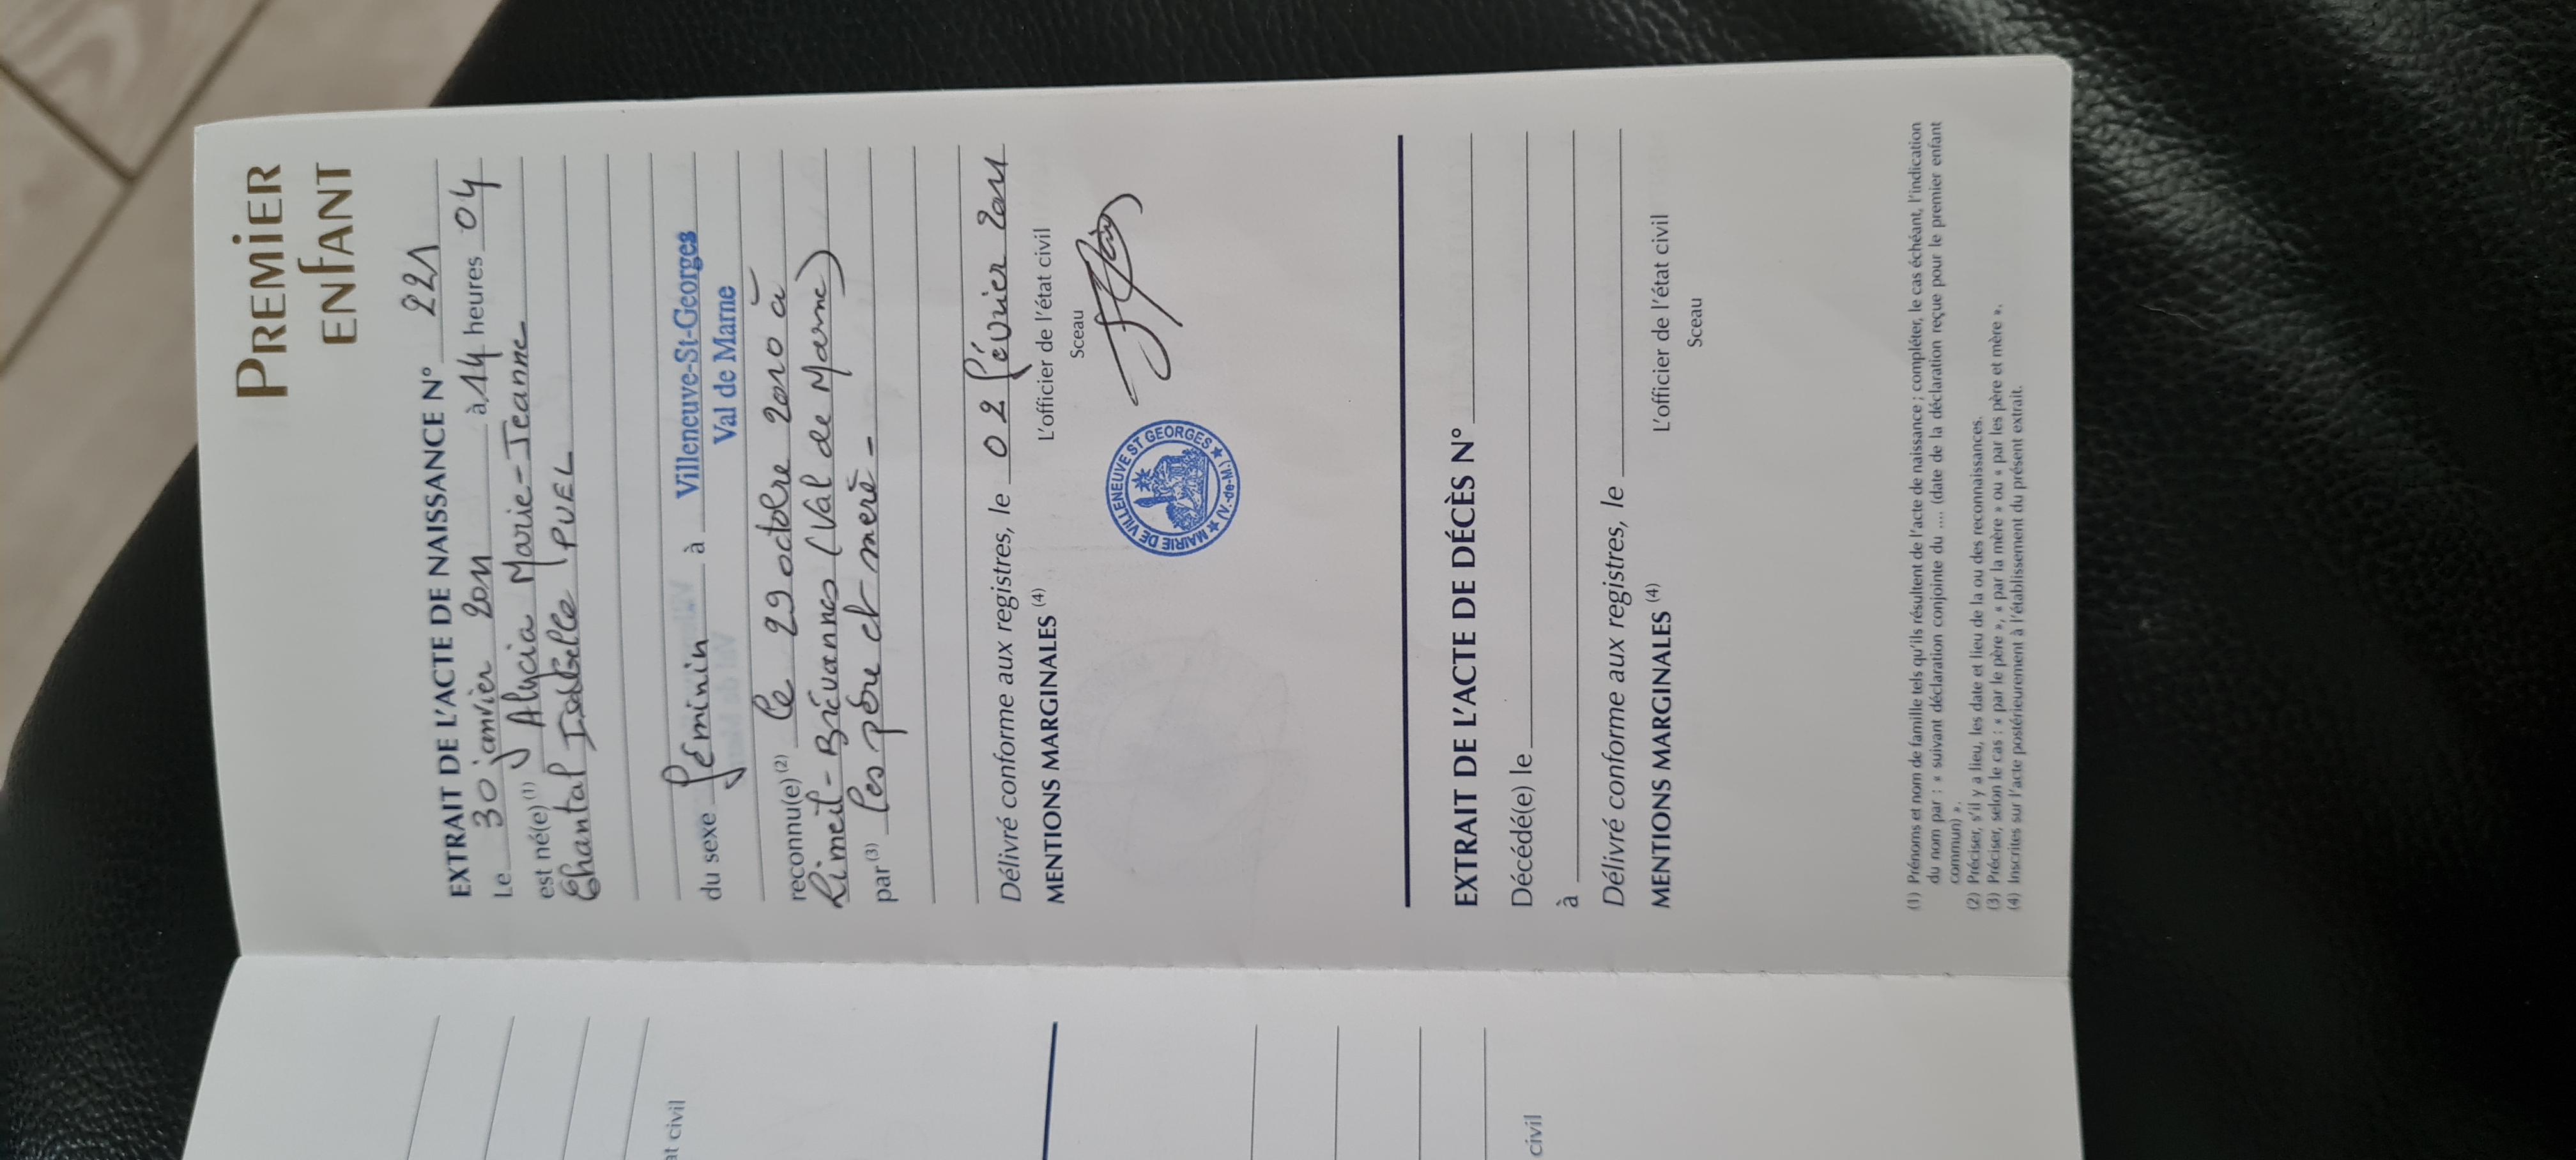 PREMIER
ENFANT
EXTRAIT DE L'ACTE DE NAISSANCE N° 221
Le 30 janvier 2011 à 14 heures 04
est né(e) (1) Alycia Marie-Jeanne
Chantal Isabelle PUEL
du sexe féminin à Villeneuve-St-Georges
Val de Marne
reconnu(e) (2) le 29 octobre 2010 à
Limeil-Brévannes (Val de Marne)
par (3) les père et mère -
Délivré conforme aux registres, le 02 février 2011
MENTIONS MARGINALES (4)
L'officier de l'état civil
Sceau
MAIRIE DE VILLENEUVE ST GEORGES
(V.-de-M.)
EXTRAIT DE L'ACTE DE DÉCÈS N°
Décédé(e) le
à
Délivré conforme aux registres, le
MENTIONS MARGINALES (4)
L'officier de l'état civil
Sceau
(1) Prénoms et nom de famille tels qu'ils résultent de l'acte de naissance ; compléter, le cas échéant, l'indication
du nom par : « suivant déclaration conjointe du .... (date de la déclaration reçue pour le premier enfant
commun) ».
(2) Préciser, s'il y a lieu, les date et lieu de la ou des reconnaissances.
(3) Préciser, selon le cas : « par le père », « par la mère » ou « par les père et mère ».
(4) Inscrites sur l'acte postérieurement à l'établissement du présent extrait.
at civil
civil